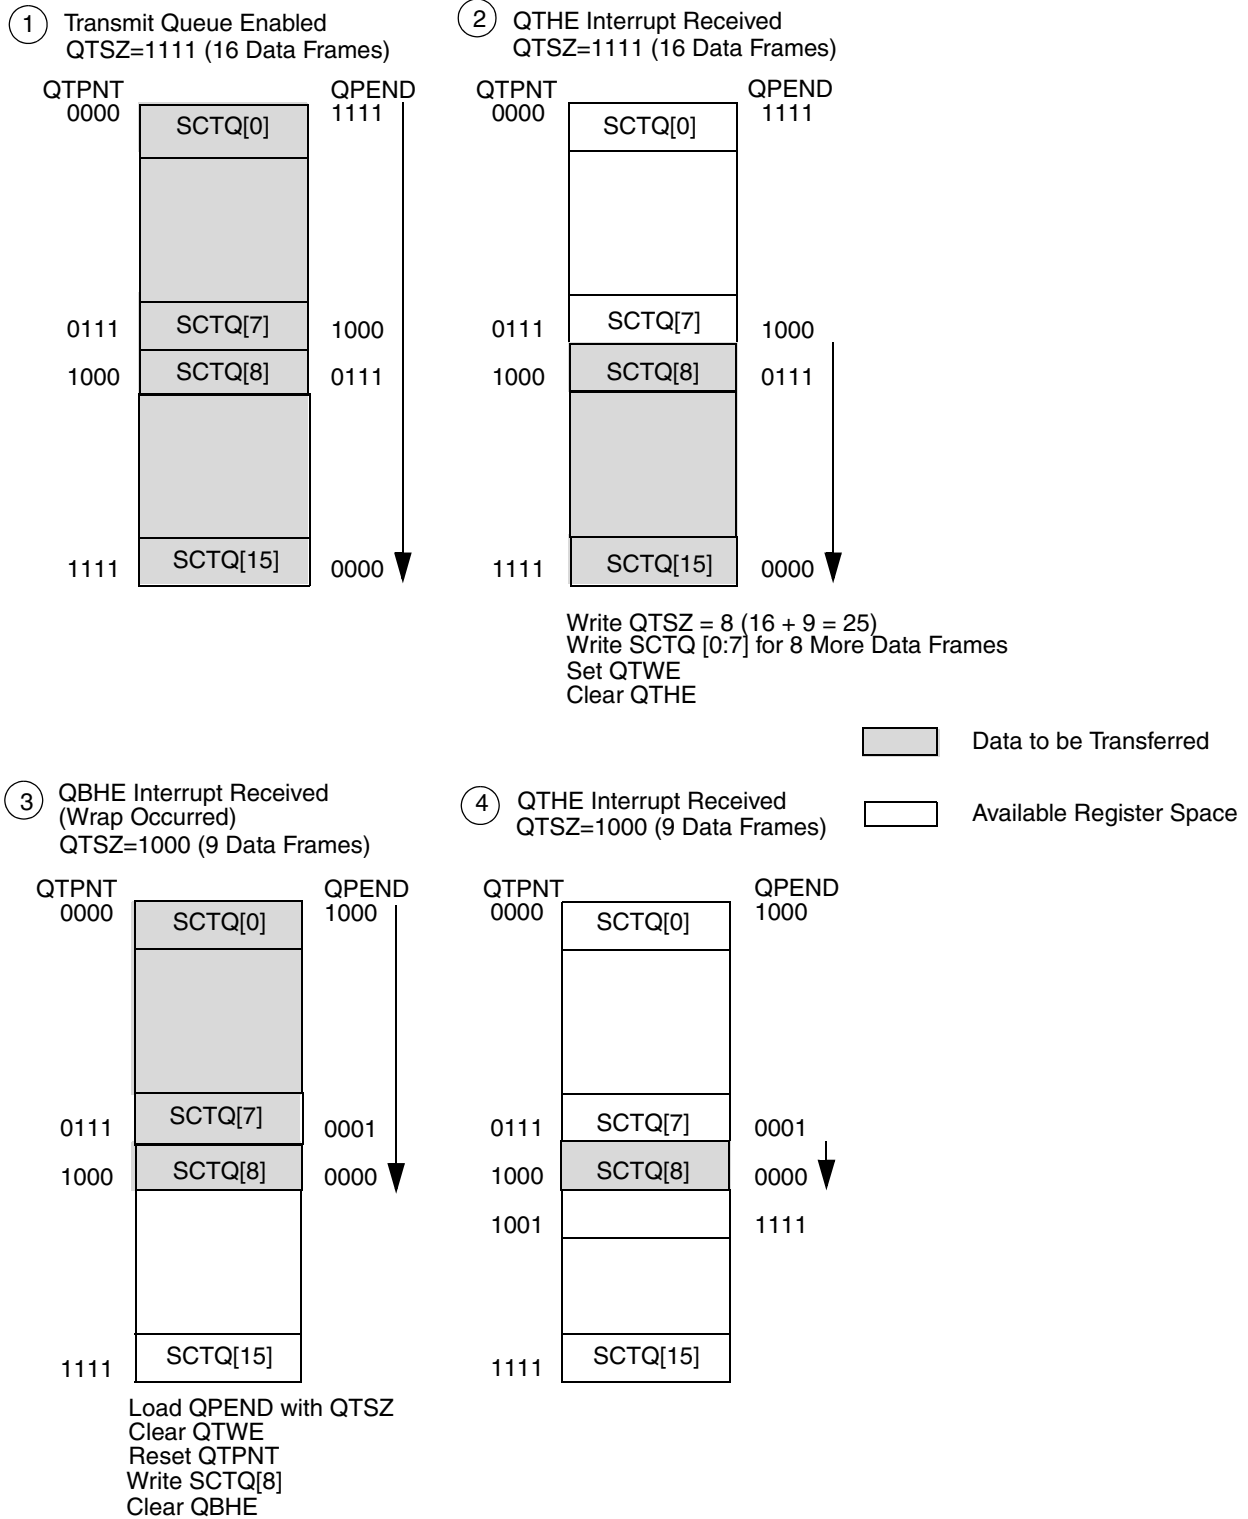 1 Transmit Queue Enabled
QTSZ=1111 (16 Data Frames)
QTPNT QPEND
0000 SCTQ[0] 1111
0111 SCTQ[7] 1000
1000 SCTQ[8] 0111
1111 SCTQ[15] 0000
2 QTHE Interrupt Received
QTSZ=1111 (16 Data Frames)
QTPNT QPEND
0000 SCTQ[0] 1111
0111 SCTQ[7] 1000
1000 SCTQ[8] 0111
1111 SCTQ[15] 0000
Write QTSZ = 8 (16 + 9 = 25)
Write SCTQ [0:7] for 8 More Data Frames
Set QTWE
Clear QTHE
Data to be Transferred
Available Register Space
3 QBHE Interrupt Received
(Wrap Occurred)
QTSZ=1000 (9 Data Frames)
QTPNT QPEND
0000 SCTQ[0] 1000
0111 SCTQ[7] 0001
1000 SCTQ[8] 0000
1111 SCTQ[15]
Load QPEND with QTSZ
Clear QTWE
Reset QTPNT
Write SCTQ[8]
Clear QBHE
4 QTHE Interrupt Received
QTSZ=1000 (9 Data Frames)
QTPNT QPEND
0000 SCTQ[0] 1000
0111 SCTQ[7] 0001
1000 SCTQ[8] 0000
1001 1111
1111 SCTQ[15]